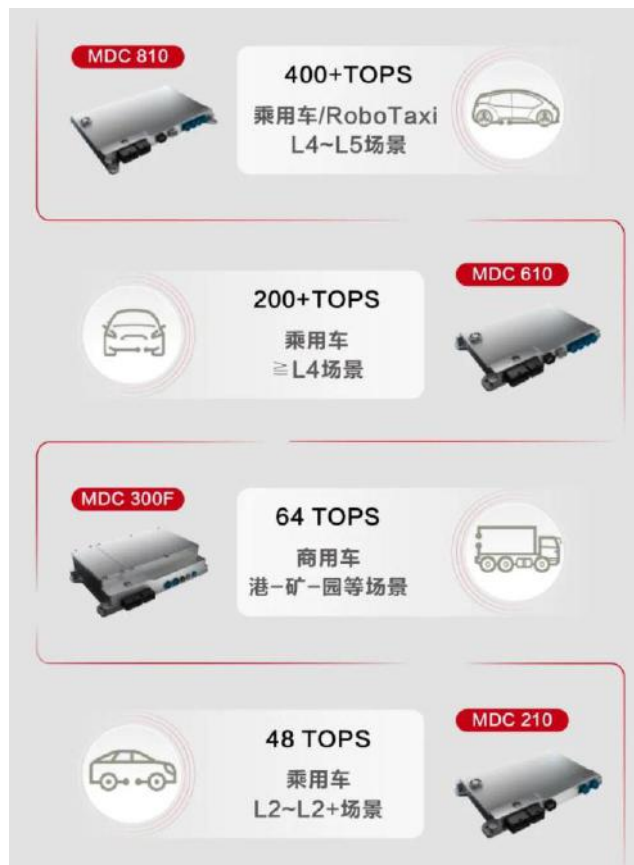 MDC 810
400+TOPS
乘用车/RoboTaxi
L4~L5场景
200+TOPS
乘用车
≧L4场景
MDC 610
MDC 300F
64 TOPS
商用车
港-矿-园等场景
48 TOPS
乘用车
L2~L2+场景
MDC 210